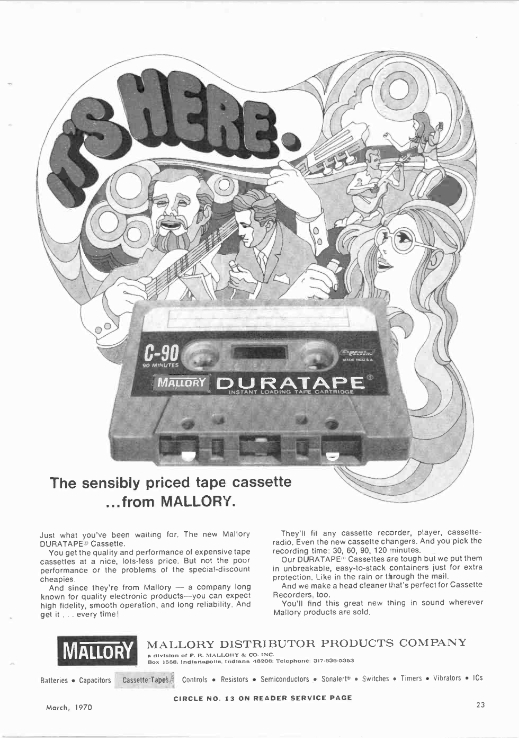 IT'S HERE.
C-90
90 MINUTES
MADE IN U.S.A.
MALLORY DURATAPE®
INSTANT LOADING TAPE CARTRIDGE
The sensibly priced tape cassette
...from MALLORY.
Just what you've been waiting for. The new Mallory
DURATAPE® Cassette.
You get the quality and performance of expensive tape
cassettes at a nice, lots-less price. But not the poor
performance or the problems of the special-discount
cheapies.
And since they're from Mallory — a company long
known for quality electronic products—you can expect
high fidelity, smooth operation, and long reliability. And
get it . . . every time!
They'll fit any cassette recorder, player, cassette-
radio. Even the new cassette changers. And you pick the
recording time: 30, 60, 90, 120 minutes.
Our DURATAPE® Cassettes are tough but we put them
in unbreakable, easy-to-stack containers just for extra
protection. Like in the rain or through the mail.
And we make a head cleaner that's perfect for Cassette
Recorders, too.
You'll find this great new thing in sound wherever
Mallory products are sold.
MALLORY
MALLORY DISTRIBUTOR PRODUCTS COMPANY
a division of P. R. MALLORY & CO. INC.
Box 1558, Indianapolis, Indiana 46206; Telephone: 317-636-5353
Batteries • Capacitors • Cassette Tapes • Controls • Resistors • Semiconductors • Sonalert® • Switches • Timers • Vibrators • ICs
CIRCLE NO. 13 ON READER SERVICE PAGE
March, 1970
23